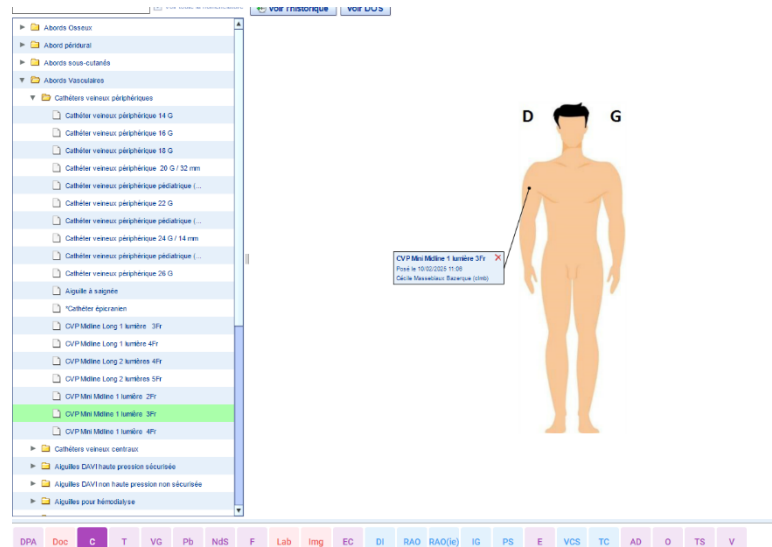 Voir l'historique
Voir DOS
Abords Osseux
Abord péridural
Abords sous-cutanés
Abords Vasculaires
Cathéters veineux périphériques
Cathéter veineux périphérique 14 G
Cathéter veineux périphérique 16 G
Cathéter veineux périphérique 18 G
Cathéter veineux périphérique 20 G / 32 mm
Cathéter veineux périphérique pédiatrique (...
Cathéter veineux périphérique 22 G
Cathéter veineux périphérique pédiatrique (...
Cathéter veineux périphérique 24 G / 14 mm
Cathéter veineux périphérique pédiatrique (...
Cathéter veineux périphérique 26 G
Aiguille à saignée
*Cathéter épicranien
CVP Midline Long 1 lumière 3Fr
CVP Midline Long 1 lumière 4Fr
CVP Midline Long 2 lumières 4Fr
CVP Midline Long 2 lumières 5Fr
CVP Mini Midline 1 lumière 2Fr
CVP Mini Midline 1 lumière 3Fr
CVP Mini Midline 1 lumière 4Fr
Cathéters veineux centraux
Aiguilles DAVI haute pression sécurisée
Aiguilles DAVI non haute pression non sécurisée
Aiguilles pour hémodialyse
D G
CVP Mini Midline 1 lumière 3Fr
Posé le 10/02/2025 11:06
Cécile
DPA Doc C T VG Pb NdS F Lab Img EC DI RAO RAO(ie) IG PS E VCS TC AD O TS V